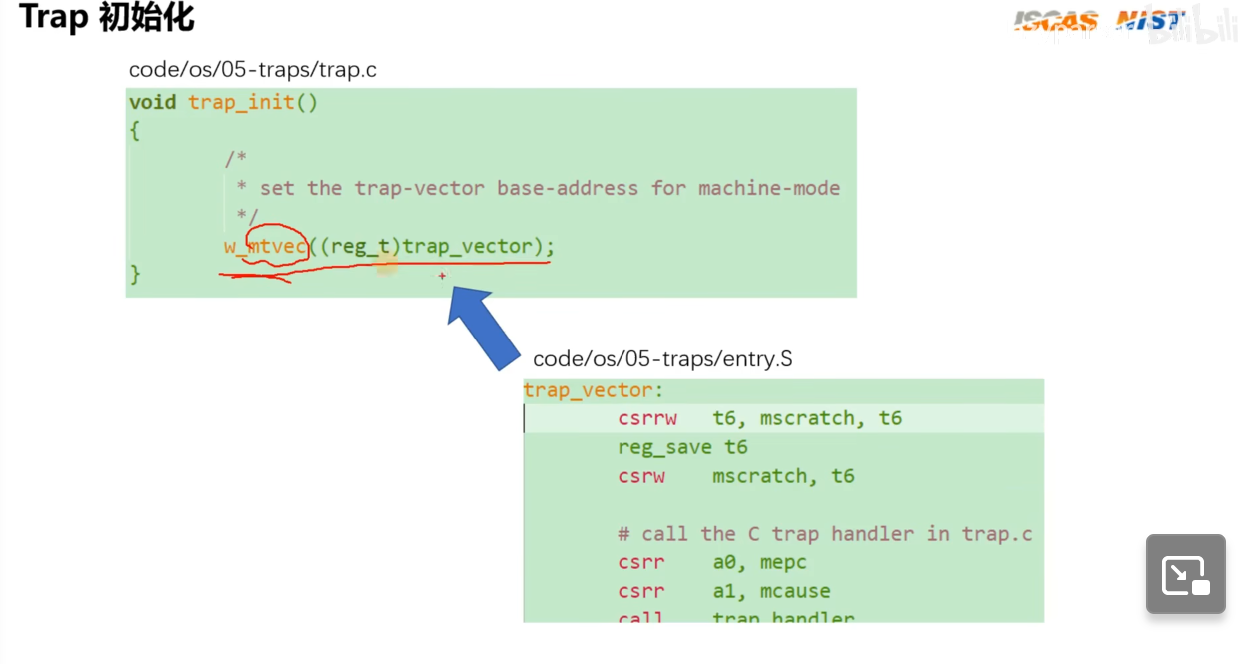 Trap 初始化
ISCAS MIST
bilibili
code/os/05-traps/trap.c
void trap_init()
{
/*
* set the trap-vector base-address for machine-mode
*/
w_mtvec((reg_t)trap_vector);
}
code/os/05-traps/entry.S
trap_vector:
csrrw t6, mscratch, t6
reg_save t6
csrw mscratch, t6
# call the C trap handler in trap.c
csrr a0, mepc
csrr a1, mcause
call trap_handler